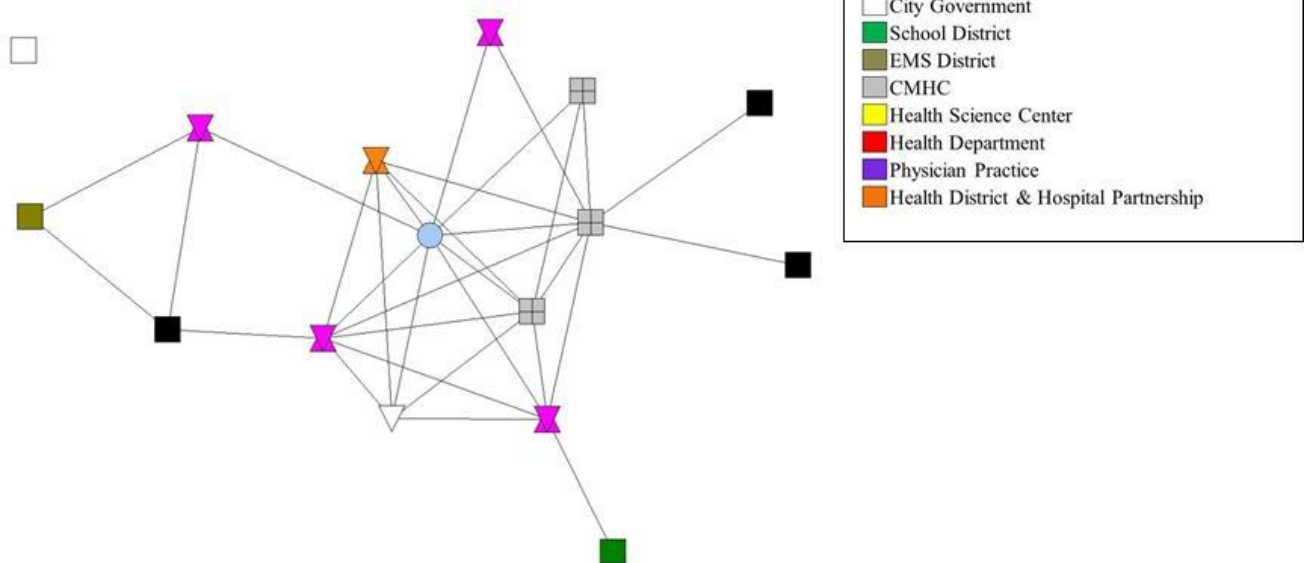 City Government
School District
EMS District
CMHC
Health Science Center
Health Department
Physician Practice
Health District & Hospital Partnership